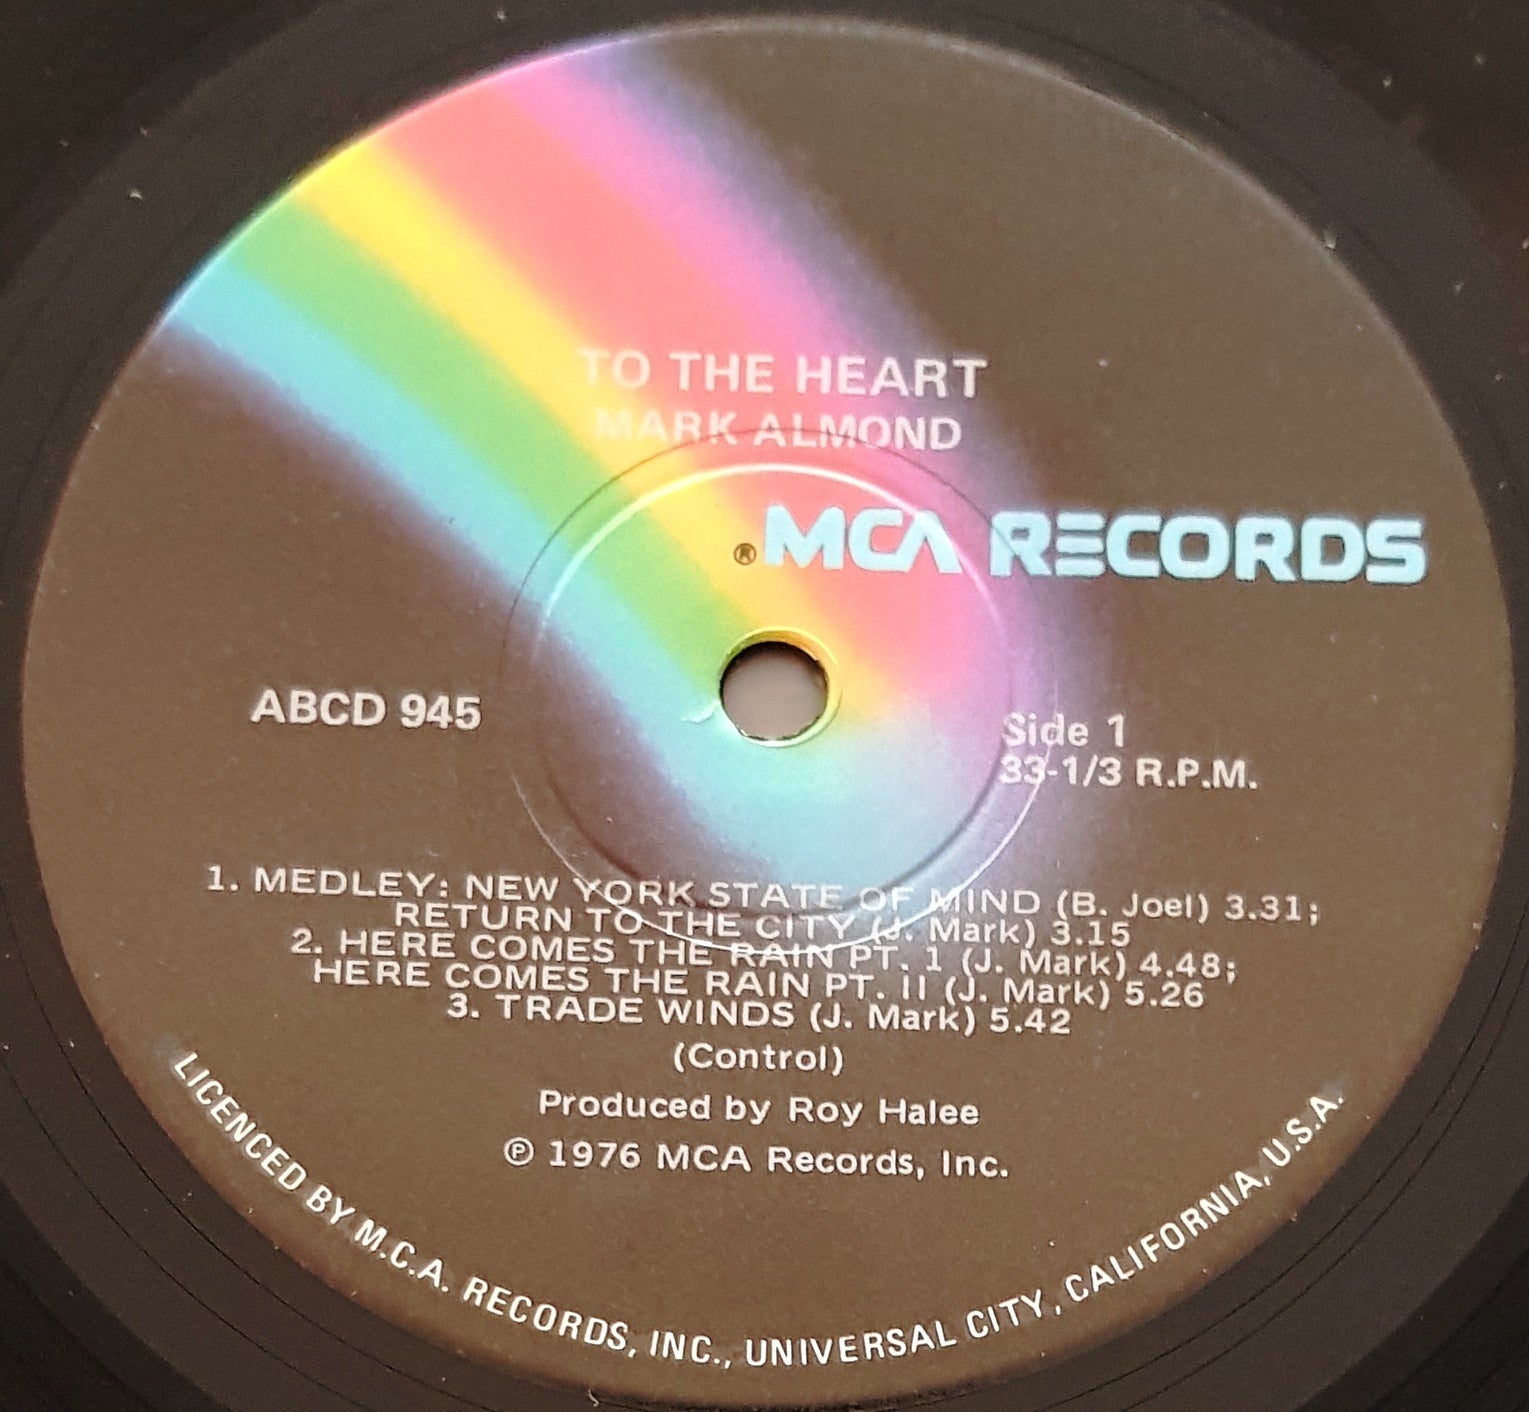 TO THE HEART
MARK ALMOND
® MCA RECORDS
ABCD 945
Side 1
33-1/3 R.P.M.
1. MEDLEY: NEW YORK STATE OF MIND (B. Joel) 3.31;
RETURN TO THE CITY (J. Mark) 3.15
2. HERE COMES THE RAIN PT. 1 (J. Mark) 4.48;
HERE COMES THE RAIN PT. II (J. Mark) 5.26
3. TRADE WINDS (J. Mark) 5.42
(Control)
Produced by Roy Halee
℗ 1976 MCA Records, Inc.
LICENCED BY M.C.A. RECORDS, INC., UNIVERSAL CITY, CALIFORNIA, U.S.A.